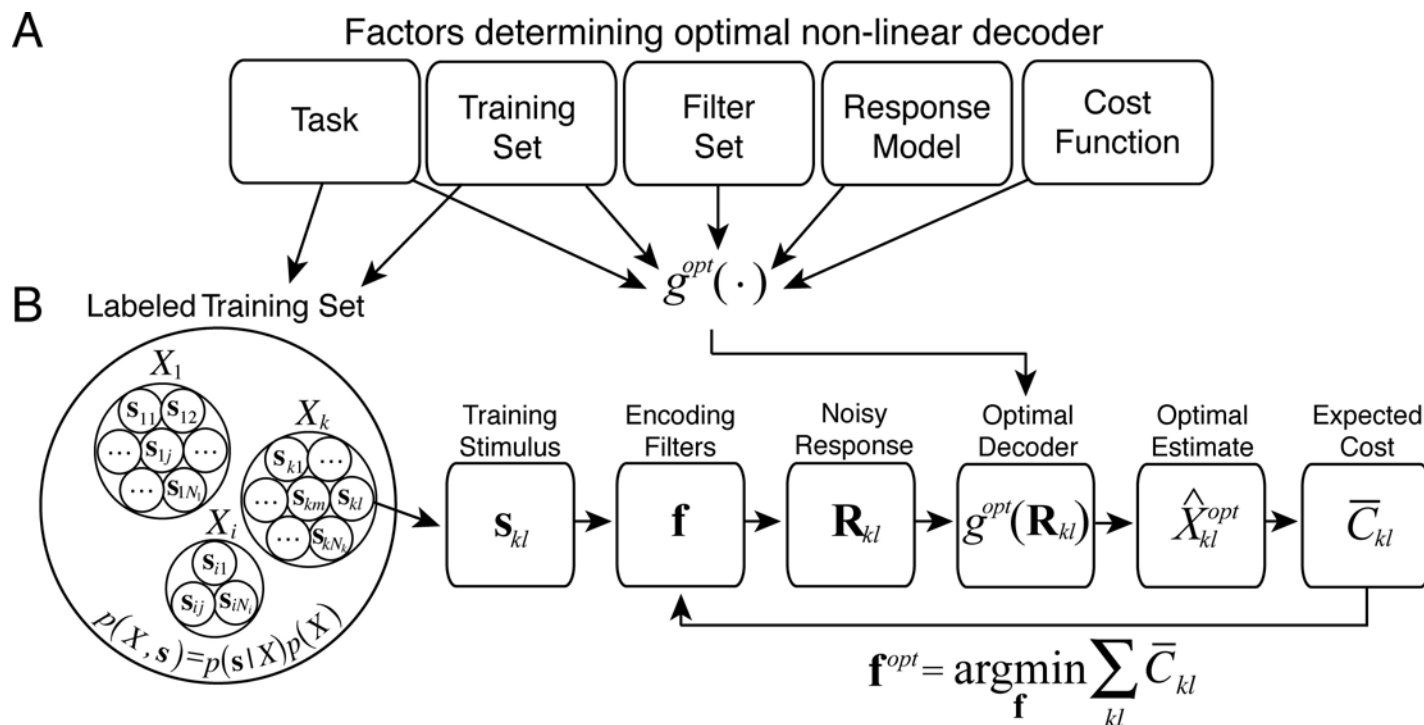 A
Factors determining optimal non-linear decoder
Task
Training
Set
Filter
Set
Response
Model
Cost
Function
g^opt(·)
B
Labeled Training Set
X_1
s_11
s_12
...
s_1j
...
...
s_1N_1
X_k
s_k1
...
...
s_km
s_kl
...
s_kN_k
X_i
s_i1
s_ij
s_iN_i
p(X,s)=p(s|X)p(X)
Training
Stimulus
s_kl
Encoding
Filters
f
Noisy
Response
R_kl
Optimal
Decoder
g^opt(R_kl)
Optimal
Estimate
X̂_kl^opt
Expected
Cost
C̅_kl
f^opt = argmin_f ∑_kl C̅_kl